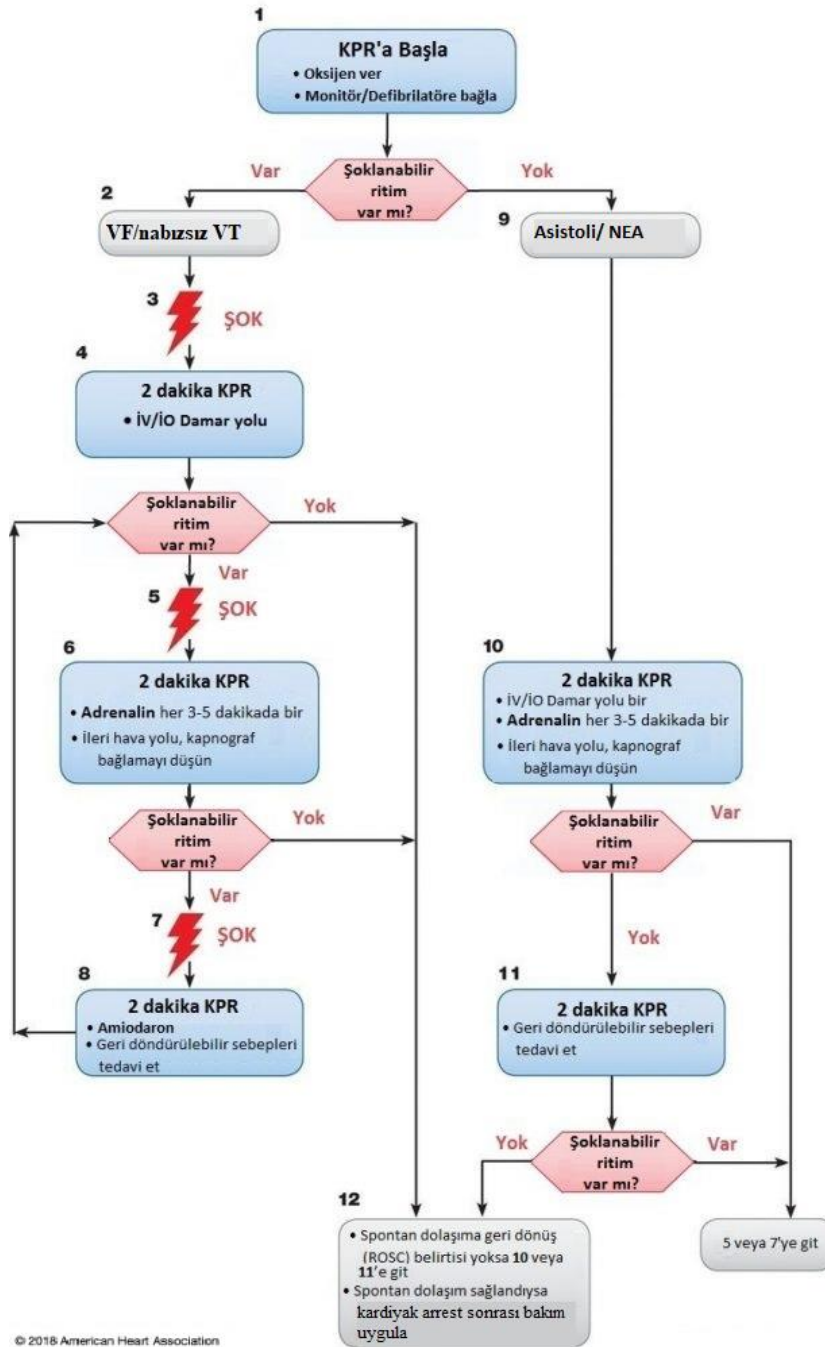 1
KPR'a Başla
• Oksijen ver
• Monitör/Defibrilatöre bağla
Var
Şoklanabilir
ritim
var mı?
Yok
2
VF/nabızsız VT
9
Asistoli/ NEA
3
ŞOK
4
2 dakika KPR
• İV/İO Damar yolu
Şoklanabilir
ritim
var mı?
Yok
Var
5
ŞOK
6
2 dakika KPR
• Adrenalin her 3-5 dakikada bir
• İleri hava yolu, kapnograf
bağlamayı düşün
Şoklanabilir
ritim
var mı?
Yok
Var
7
ŞOK
8
2 dakika KPR
• Amiodaron
• Geri döndürülebilir sebepleri
tedavi et
10
2 dakika KPR
• İV/İO Damar yolu bir
• Adrenalin her 3-5 dakikada bir
• İleri hava yolu, kapnograf
bağlamayı düşün
Şoklanabilir
ritim
var mı?
Var
Yok
11
2 dakika KPR
• Geri döndürülebilir sebepleri
tedavi et
Yok
Şoklanabilir
ritim
var mı?
Var
12
• Spontan dolaşıma geri dönüş
(ROSC) belirtisi yoksa 10 veya
11'e git
• Spontan dolaşım sağlandıysa
kardiyak arrest sonrası bakım
uygula
5 veya 7'ye git
© 2018 American Heart Association